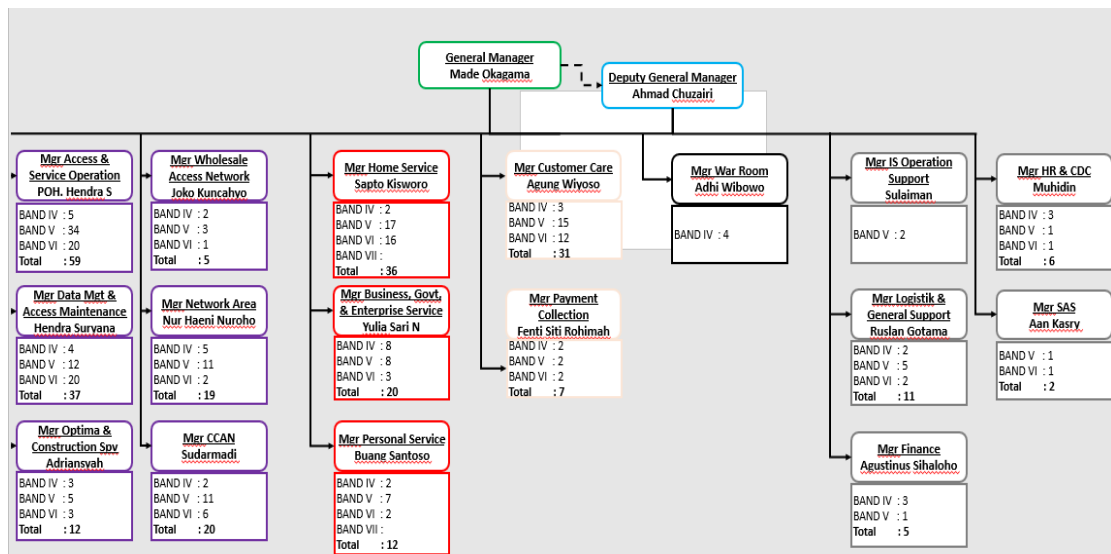 General Manager
Made Okagama
Deputy General Manager
Ahmad Chuzairi
Mgr Access &
Service Operation
POH. Hendra S
BAND IV : 5
BAND V : 34
BAND VI : 20
Total : 59
Mgr Wholesale
Access Network
Joko Kuncahyo
BAND IV : 2
BAND V : 3
BAND VI : 1
Total : 5
Mgr Home Service
Sapto Kisworo
BAND IV : 2
BAND V : 17
BAND VI : 16
BAND VII :
Total : 36
Mgr Customer Care
Agung Wiyoso
BAND IV : 3
BAND V : 15
BAND VI : 12
Total : 31
Mgr War Room
Adhi Wibowo
BAND IV : 4
Mgr IS Operation
Support
Sulaiman
BAND V : 2
Mgr HR & CDC
Muhidin
BAND IV : 3
BAND V : 1
BAND VI : 1
Total : 6
Mgr Data Mgt &
Access Maintenance
Hendra Suryana
BAND IV : 4
BAND V : 12
BAND VI : 20
Total : 37
Mgr Network Area
Nur Haeni Nuroho
BAND IV : 5
BAND V : 11
BAND VI : 2
Total : 19
Mgr Business, Govt,
& Enterprise Service
Yulia Sari N
BAND IV : 8
BAND V : 8
BAND VI : 3
Total : 20
Mgr Payment
Collection
Fenti Siti Rohimah
BAND IV : 2
BAND V : 2
BAND VI : 2
Total : 7
Mgr Logistik &
General Support
Ruslan Gotama
BAND IV : 2
BAND V : 5
BAND VI : 2
Total : 11
Mgr SAS
Aan Kasry
BAND V : 1
BAND VI : 1
Total : 2
Mgr Optima &
Construction Spv
Adriansyah
BAND IV : 3
BAND V : 5
BAND VI : 3
Total : 12
Mgr CCAN
Sudarmadi
BAND IV : 2
BAND V : 11
BAND VI : 6
Total : 20
Mgr Personal Service
Buang Santoso
BAND IV : 2
BAND V : 7
BAND VI : 2
BAND VII :
Total : 12
Mgr Finance
Agustinus Sihaloho
BAND IV : 3
BAND V : 1
Total : 5